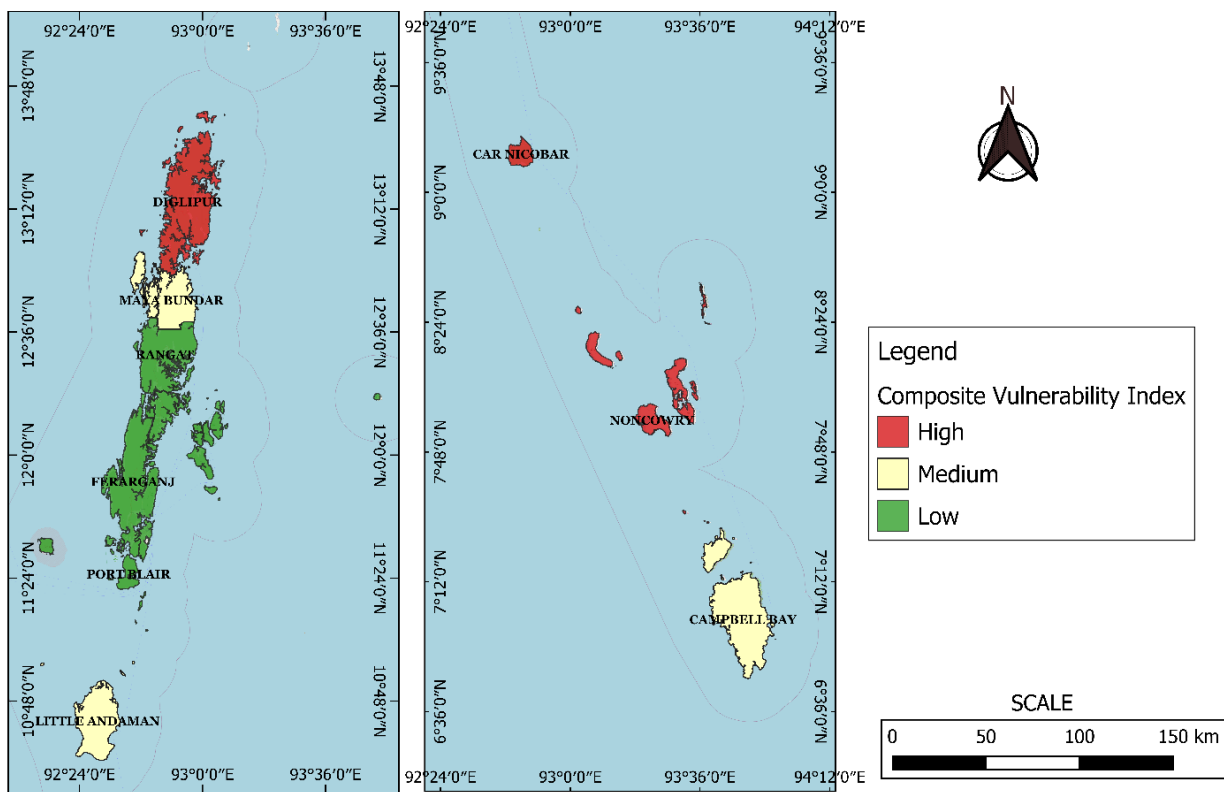 92°24′0″E 93°0′0″E 93°36′0″E
13°48′0″N 13°48′0″N
DIGLIPUR
13°12′0″N 13°12′0″N
MAYA BUNDAR
12°36′0″N 12°36′0″N
RANGAT
12°0′0″N 12°0′0″N
FERARGANJ
11°24′0″N 11°24′0″N
PORT BLAIR
10°48′0″N 10°48′0″N
LITTLE ANDAMAN
92°24′0″E 93°0′0″E 93°36′0″E
92°24′0″E 93°0′0″E 93°36′0″E 94°12′0″E
9°36′0″N 9°36′0″N
CAR NICOBAR
9°0′0″N 9°0′0″N
8°24′0″N 8°24′0″N
NONCOWRY
7°48′0″N 7°48′0″N
7°12′0″N 7°12′0″N
CAMPBELL BAY
6°36′0″N 6°36′0″N
92°24′0″E 93°0′0″E 93°36′0″E 94°12′0″E
N
Legend
Composite Vulnerability Index
High
Medium
Low
SCALE
0 50 100 150 km